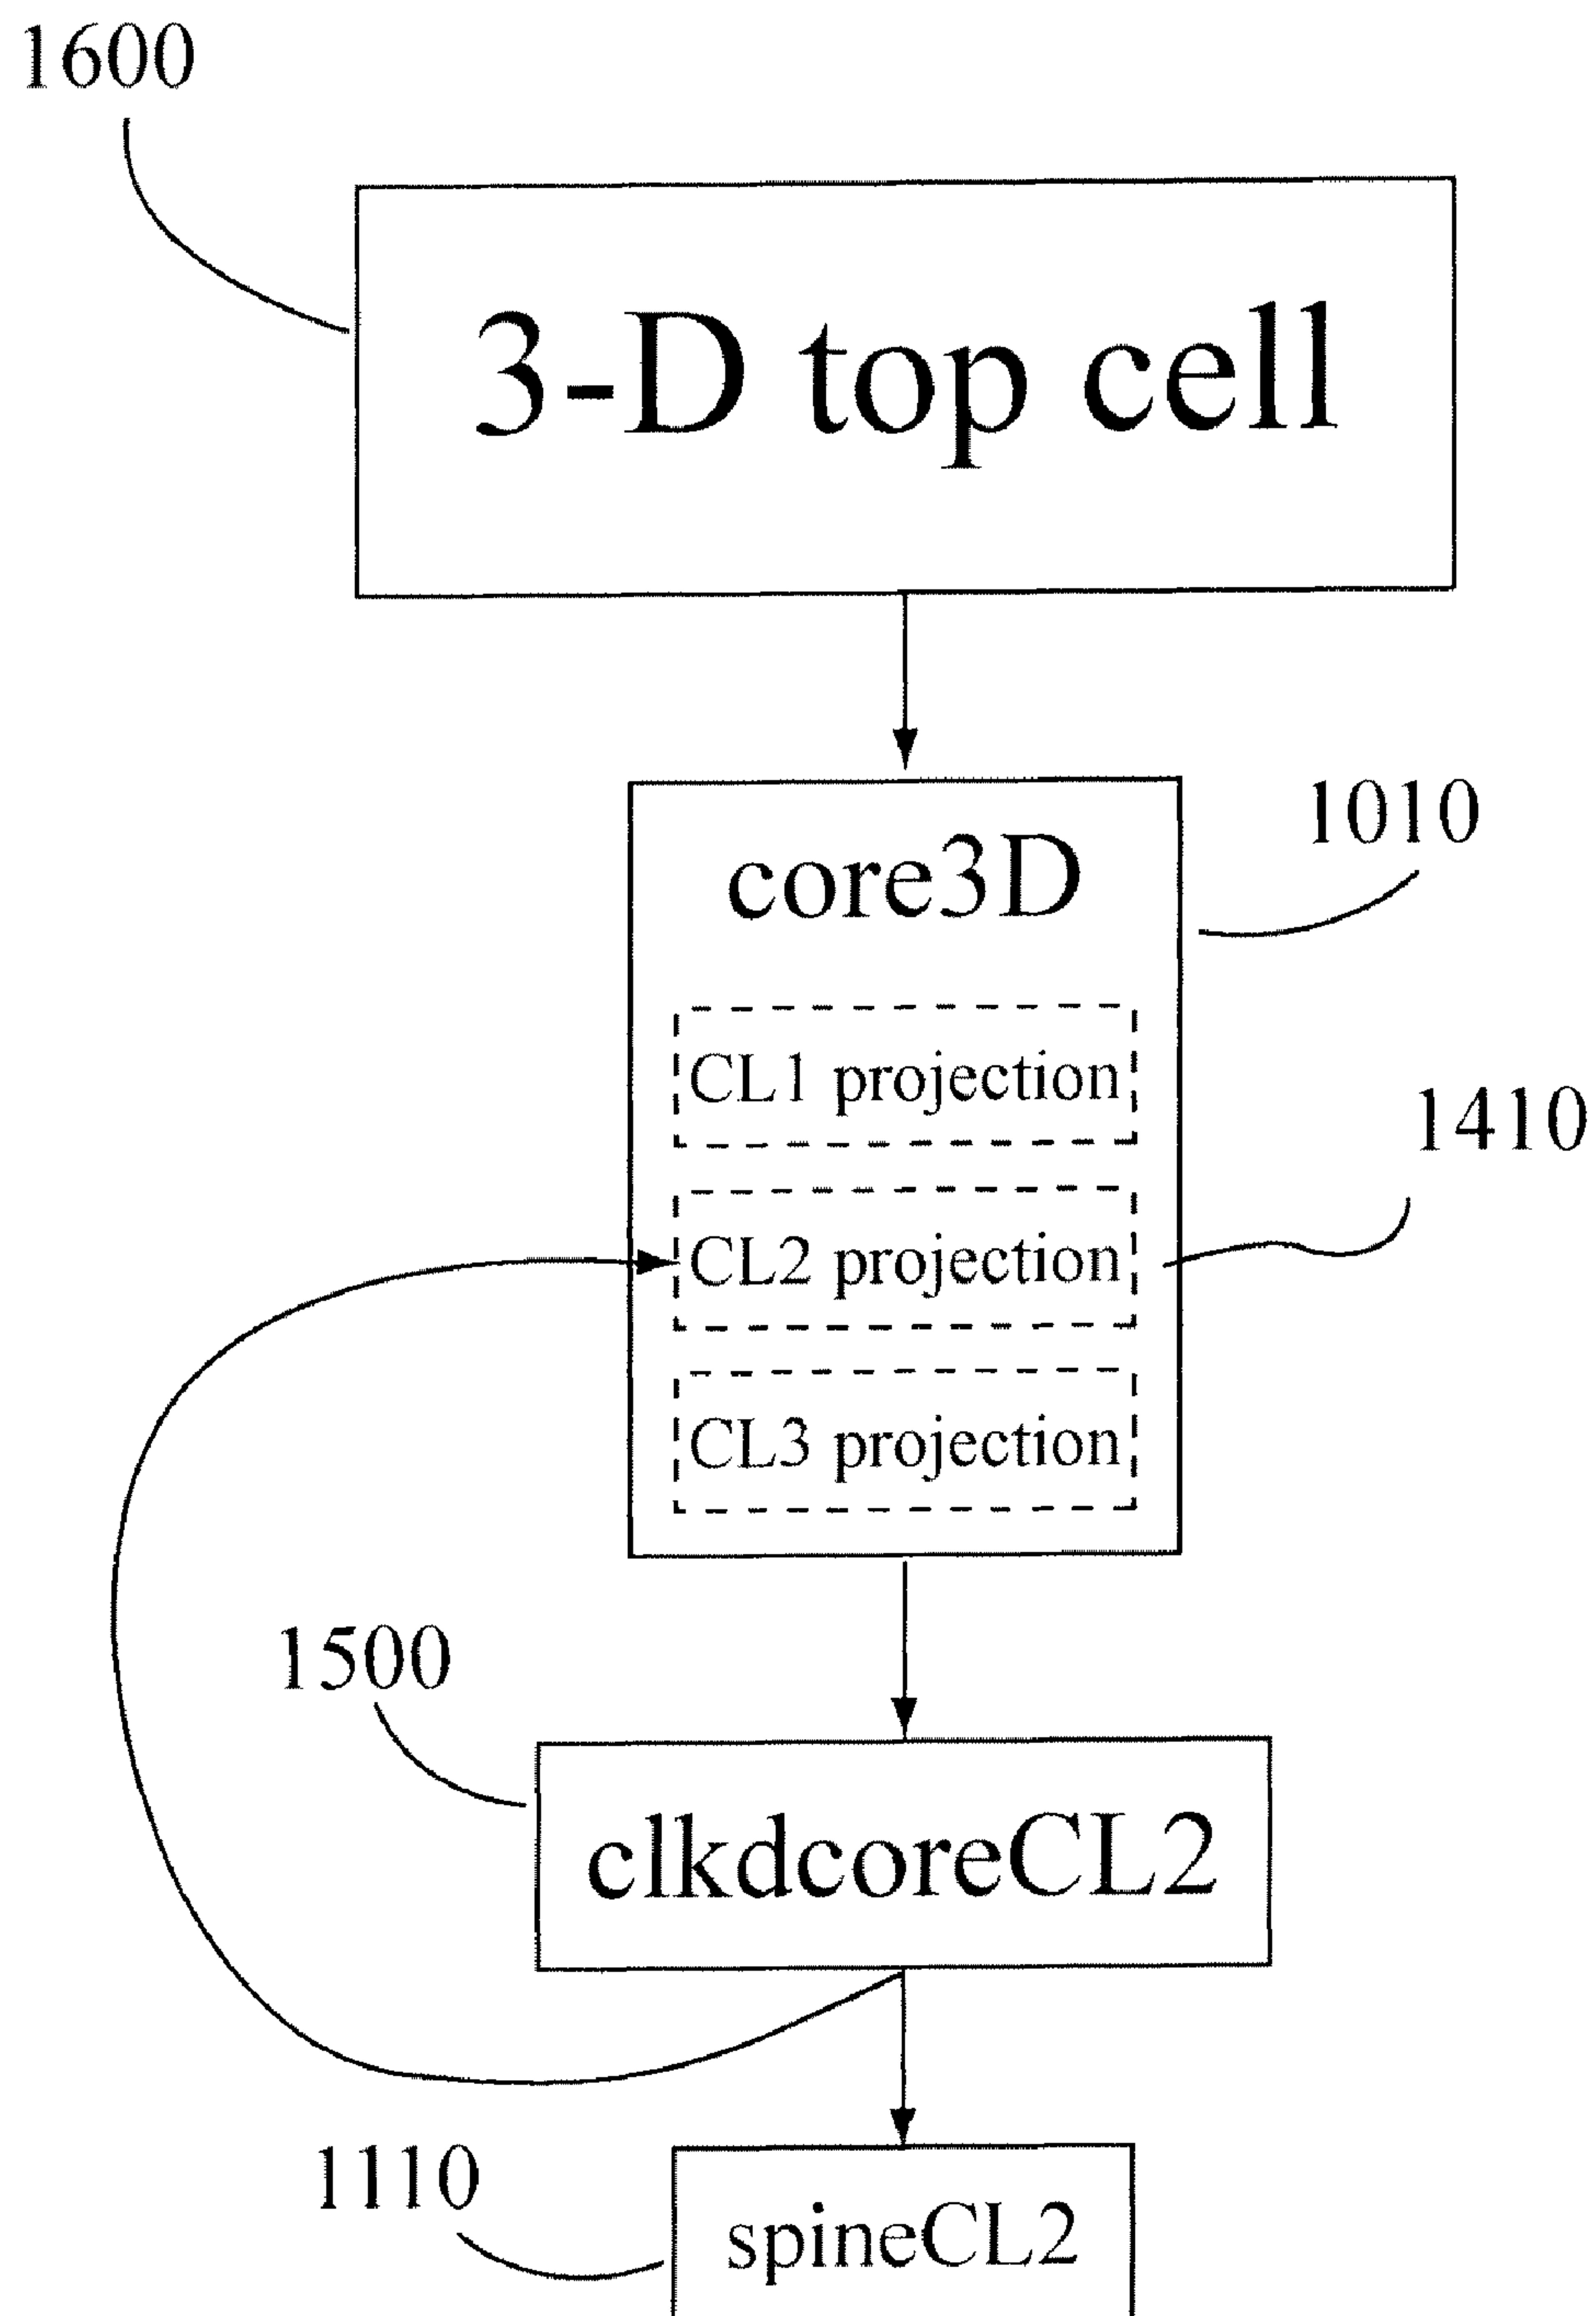 1600
3-D top cell
1010
core3D
CL1 projection
1410
CL2 projection
CL3 projection
1500
clkdcoreCL2
1110
spineCL2